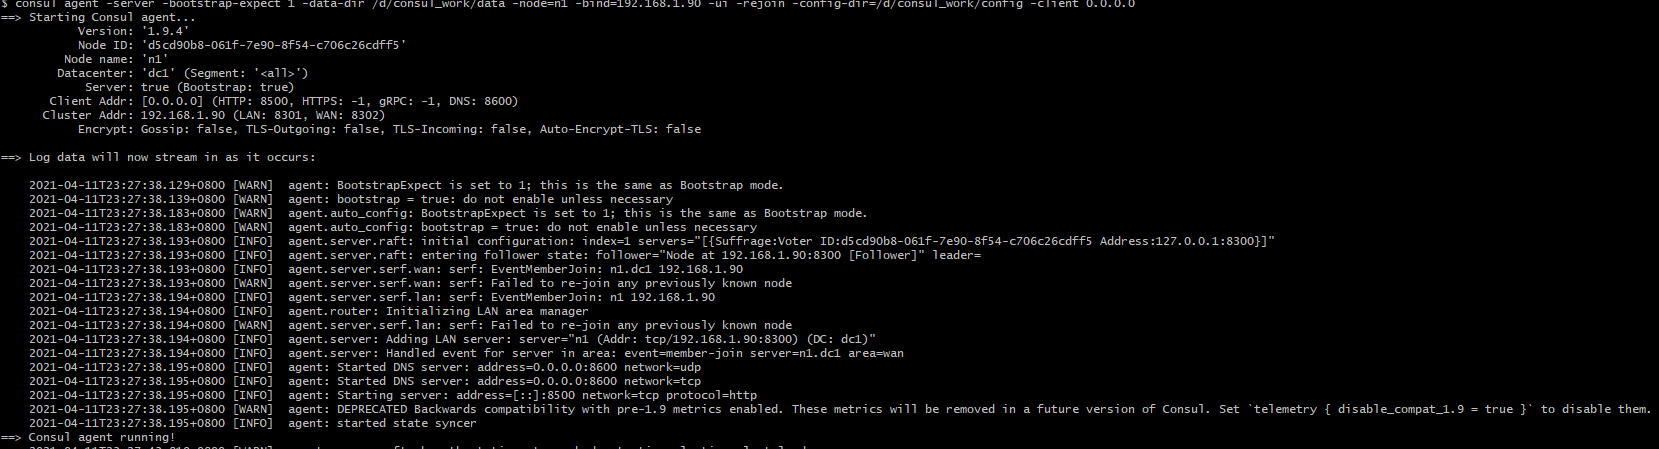 $ consul agent -server -bootstrap-expect 1 -data-dir /d/consul_work/data -node=n1 -bind=192.168.1.90 -ui -rejoin -config-dir=/d/consul_work/config -client 0.0.0.0
==> Starting Consul agent...
Version: '1.9.4'
Node ID: 'd5cd90b8-061f-7e90-8f54-c706c26cdff5'
Node name: 'n1'
Datacenter: 'dc1' (Segment: '<all>')
Server: true (Bootstrap: true)
Client Addr: [0.0.0.0] (HTTP: 8500, HTTPS: -1, gRPC: -1, DNS: 8600)
Cluster Addr: 192.168.1.90 (LAN: 8301, WAN: 8302)
Encrypt: Gossip: false, TLS-Outgoing: false, TLS-Incoming: false, Auto-Encrypt-TLS: false
==> Log data will now stream in as it occurs:
2021-04-11T23:27:38.129+0800 [WARN] agent: BootstrapExpect is set to 1; this is the same as Bootstrap mode.
2021-04-11T23:27:38.139+0800 [WARN] agent: bootstrap = true: do not enable unless necessary
2021-04-11T23:27:38.183+0800 [WARN] agent.auto_config: BootstrapExpect is set to 1; this is the same as Bootstrap mode.
2021-04-11T23:27:38.183+0800 [WARN] agent.auto_config: bootstrap = true: do not enable unless necessary
2021-04-11T23:27:38.193+0800 [INFO] agent.server.raft: initial configuration: index=1 servers="[{Suffrage:Voter ID:d5cd90b8-061f-7e90-8f54-c706c26cdff5 Address:127.0.0.1:8300}]"
2021-04-11T23:27:38.193+0800 [INFO] agent.server.raft: entering follower state: follower="Node at 192.168.1.90:8300 [Follower]" leader=
2021-04-11T23:27:38.193+0800 [INFO] agent.server.serf.wan: serf: EventMemberJoin: n1.dc1 192.168.1.90
2021-04-11T23:27:38.193+0800 [WARN] agent.server.serf.wan: serf: Failed to re-join any previously known node
2021-04-11T23:27:38.194+0800 [INFO] agent.server.serf.lan: serf: EventMemberJoin: n1 192.168.1.90
2021-04-11T23:27:38.194+0800 [INFO] agent.router: Initializing LAN area manager
2021-04-11T23:27:38.194+0800 [WARN] agent.server.serf.lan: serf: Failed to re-join any previously known node
2021-04-11T23:27:38.194+0800 [INFO] agent.server: Adding LAN server: server="n1 (Addr: tcp/192.168.1.90:8300) (DC: dc1)"
2021-04-11T23:27:38.194+0800 [INFO] agent.server: Handled event for server in area: event=member-join server=n1.dc1 area=wan
2021-04-11T23:27:38.195+0800 [INFO] agent: Started DNS server: address=0.0.0.0:8600 network=udp
2021-04-11T23:27:38.195+0800 [INFO] agent: Started DNS server: address=0.0.0.0:8600 network=tcp
2021-04-11T23:27:38.195+0800 [INFO] agent: Starting server: address=[::]:8500 network=tcp protocol=http
2021-04-11T23:27:38.195+0800 [WARN] agent: DEPRECATED Backwards compatibility with pre-1.9 metrics enabled. These metrics will be removed in a future version of Consul. Set `telemetry { disable_compat_1.9 = true }` to disable them.
2021-04-11T23:27:38.195+0800 [INFO] agent: started state syncer
==> Consul agent running!